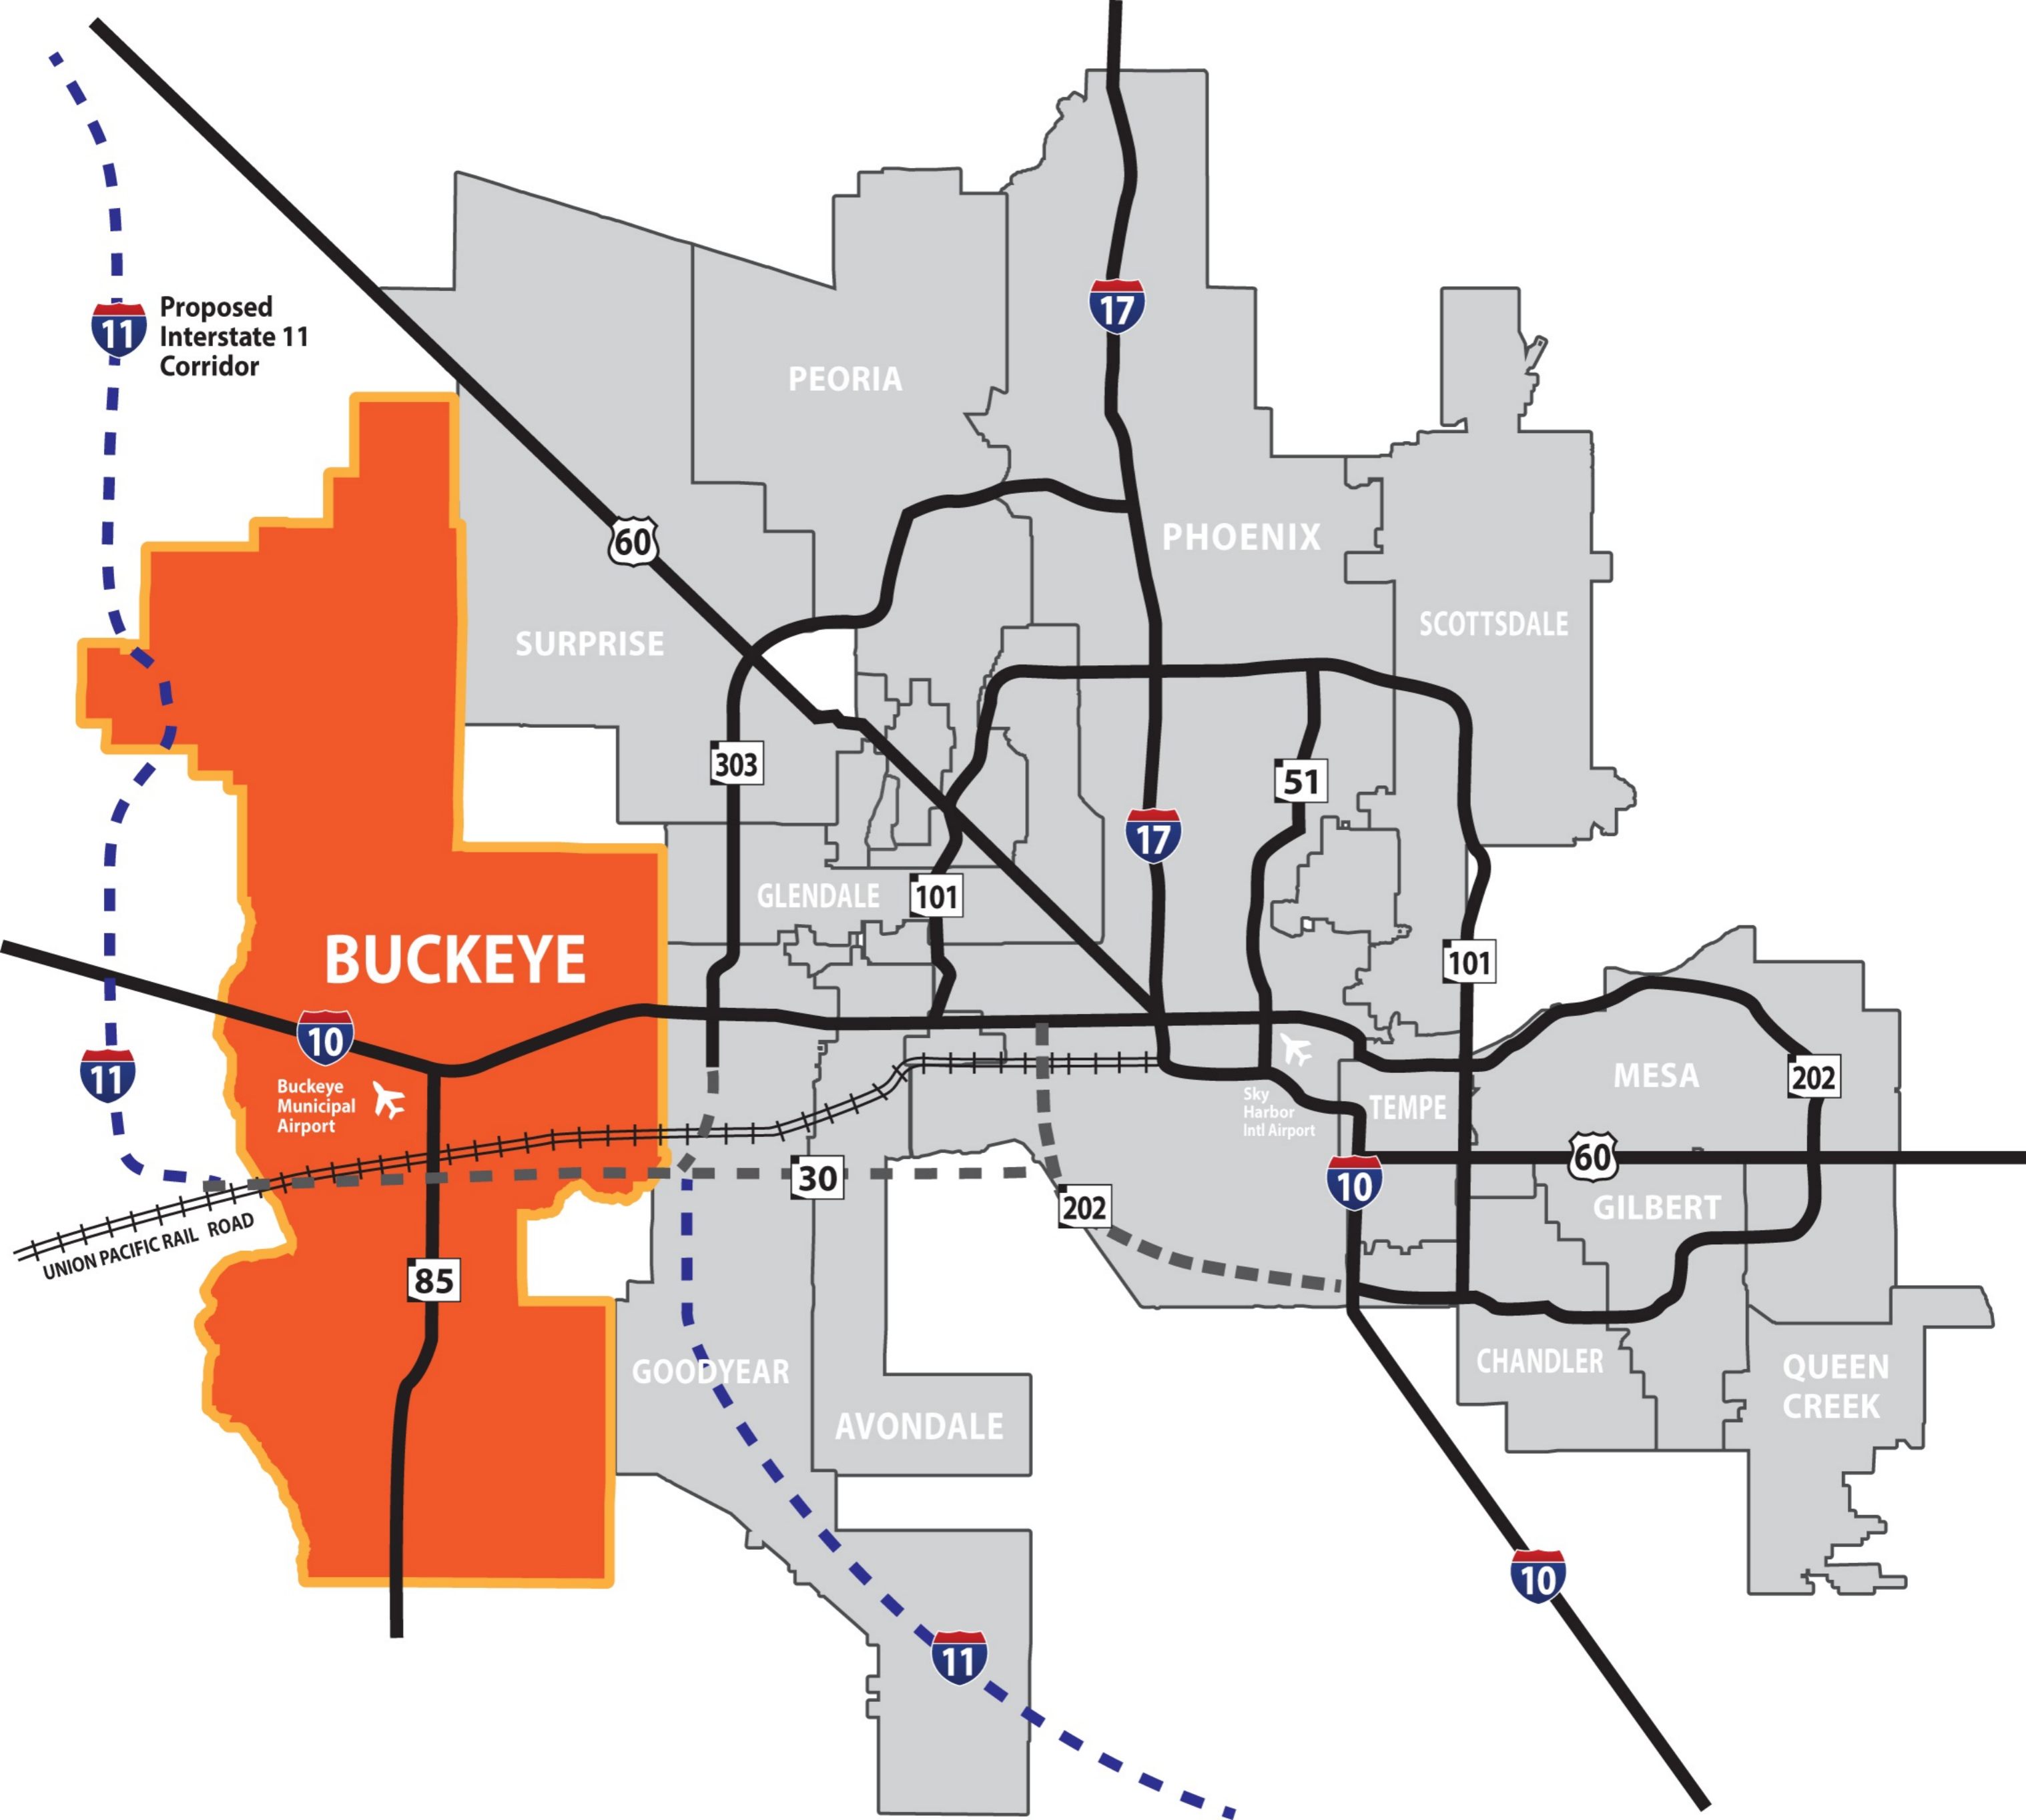 17
11
Proposed
Interstate 11
Corridor
PEORIA
60
PHOENIX
SCOTTSDALE
SURPRISE
303
51
17
GLENDALE
101
BUCKEYE
101
10
11
Buckeye
Municipal
Airport
MESA
202
Sky
Harbor
Intl Airport
TEMPE
60
30
10
202
GILBERT
UNION PACIFIC RAIL ROAD
85
GOODYEAR
CHANDLER
QUEEN
CREEK
AVONDALE
10
11